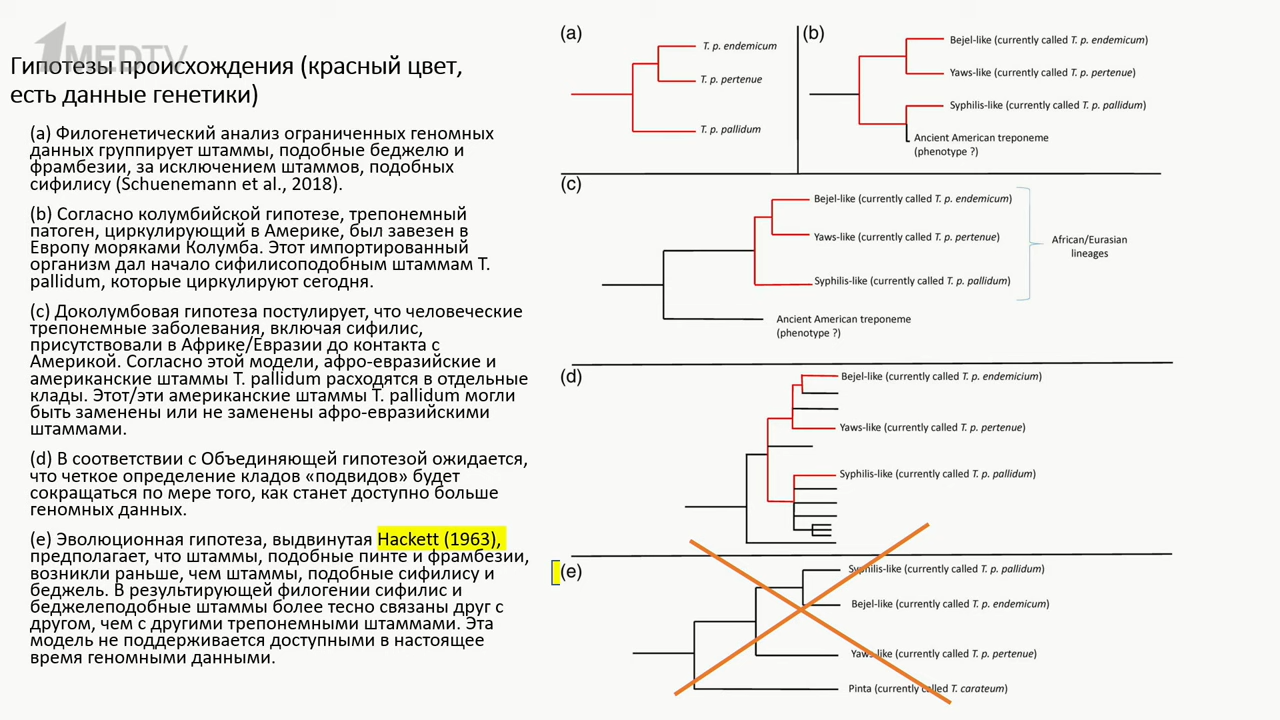 1MEDTV
Гипотезы происхождения (красный цвет,
есть данные генетики)
(a) Филогенетический анализ ограниченных геномных
данных группирует штаммы, подобные беджелю и
фрамбезии, за исключением штаммов, подобных
сифилису (Schuenemann et al., 2018).
(b) Согласно колумбийской гипотезе, трепонемный
патоген, циркулирующий в Америке, был завезен в
Европу моряками Колумба. Этот импортированный
организм дал начало сифилисоподобным штаммам T.
pallidum, которые циркулируют сегодня.
(c) Доколумбовая гипотеза постулирует, что человеческие
трепонемные заболевания, включая сифилис,
присутствовали в Африке/Евразии до контакта с
Америкой. Согласно этой модели, афро-евразийские и
американские штаммы T. pallidum расходятся в отдельные
клады. Этот/эти американские штаммы T. pallidum могли
быть заменены или не заменены афро-евразийскими
штаммами.
(d) В соответствии с Объединяющей гипотезой ожидается,
что четкое определение кладов «подвидов» будет
сокращаться по мере того, как станет доступно больше
геномных данных.
(e) Эволюционная гипотеза, выдвинутая Hackett (1963),
предполагает, что штаммы, подобные пинте и фрамбезии,
возникли раньше, чем штаммы, подобные сифилису и
беджель. В результирующей филогении сифилис и
беджелеподобные штаммы более тесно связаны друг с
другом, чем с другими трепонемными штаммами. Эта
модель не поддерживается доступными в настоящее
время геномными данными.
(a)
T. p. endemicum
T. p. pertenue
T. p. pallidum
(b)
Bejel-like (currently called T. p. endemicum)
Yaws-like (currently called T. p. pertenue)
Syphilis-like (currently called T. p. pallidum)
Ancient American treponeme
(phenotype ?)
(c)
Bejel-like (currently called T. p. endemicum)
Yaws-like (currently called T. p. pertenue)
Syphilis-like (currently called T. p. pallidum)
African/Eurasian
lineages
Ancient American treponeme
(phenotype ?)
(d)
Bejel-like (currently called T. p. endemicium)
Yaws-like (currently called T. p. pertenue)
Syphilis-like (currently called T. p. pallidum)
(e)
Syphilis-like (currently called T. p. pallidum)
Bejel-like (currently called T. p. endemicum)
Yaws-like (currently called T. p. pertenue)
Pinta (currently called T. carateum)